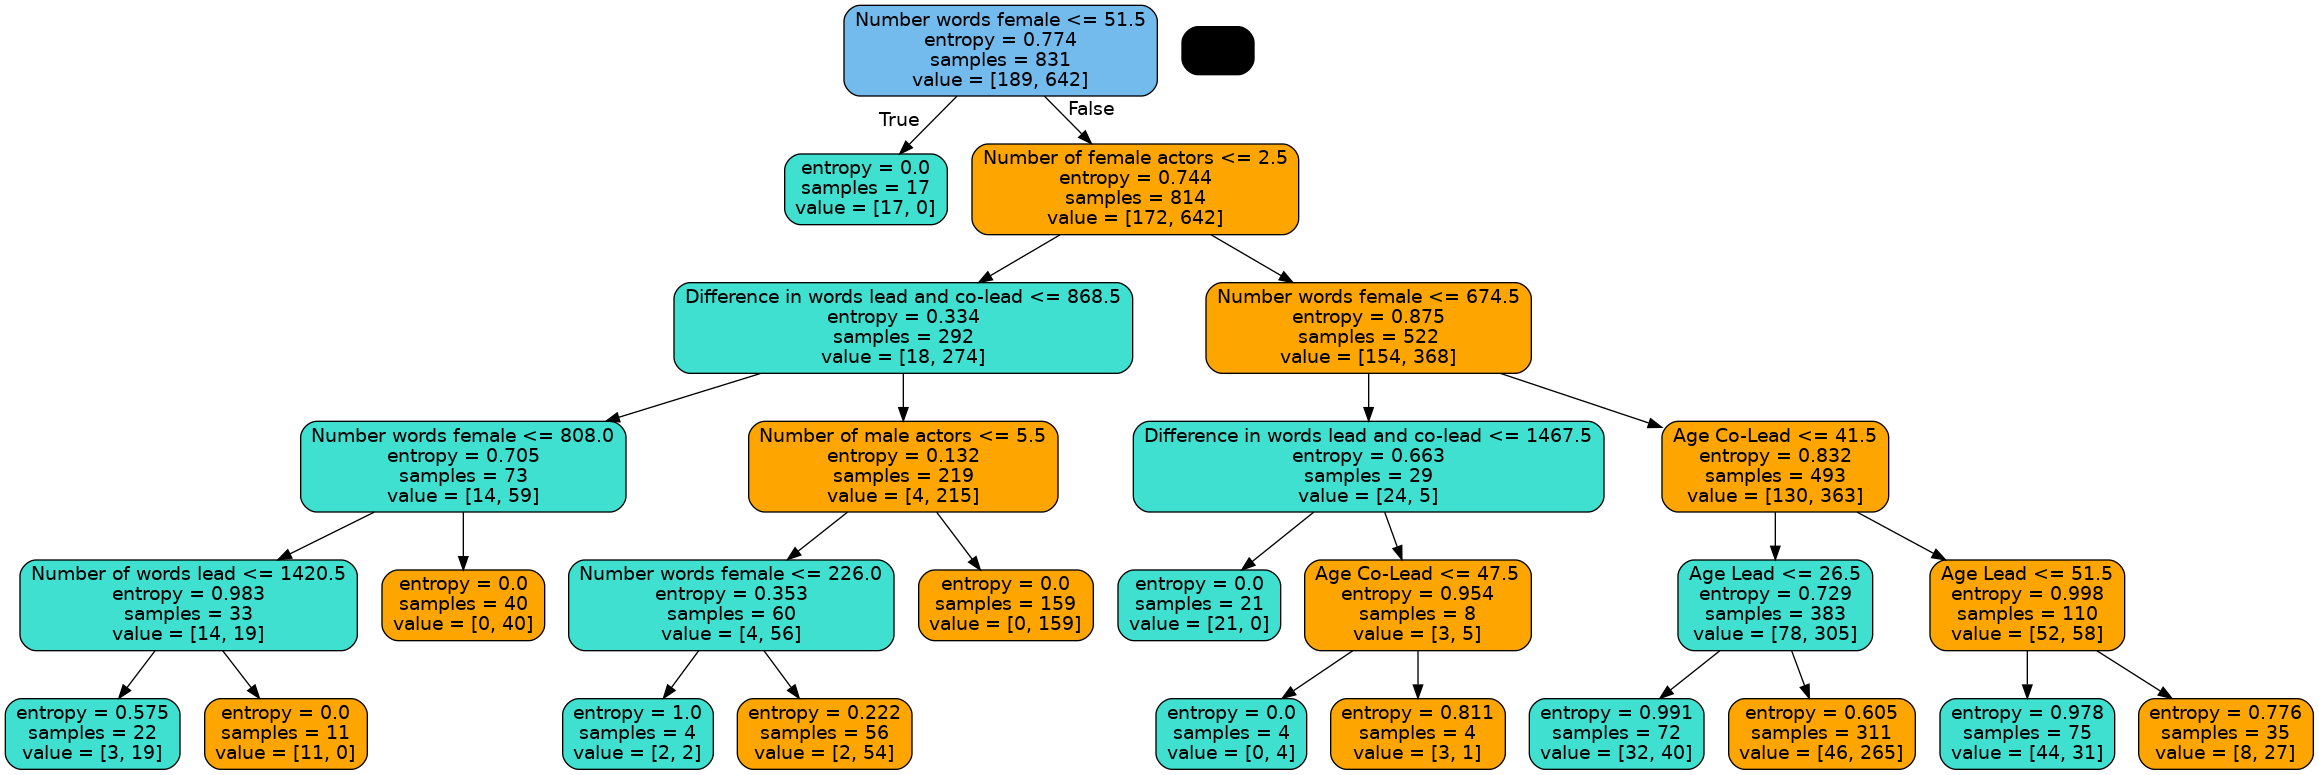 Number words female <= 51.5
entropy = 0.774
samples = 831
value = [189, 642]
True
False
entropy = 0.0
samples = 17
value = [17, 0]
Number of female actors <= 2.5
entropy = 0.744
samples = 814
value = [172, 642]
Difference in words lead and co-lead <= 868.5
entropy = 0.334
samples = 292
value = [18, 274]
Number words female <= 674.5
entropy = 0.875
samples = 522
value = [154, 368]
Number words female <= 808.0
entropy = 0.705
samples = 73
value = [14, 59]
Number of male actors <= 5.5
entropy = 0.132
samples = 219
value = [4, 215]
Difference in words lead and co-lead <= 1467.5
entropy = 0.663
samples = 29
value = [24, 5]
Age Co-Lead <= 41.5
entropy = 0.832
samples = 493
value = [130, 363]
Number of words lead <= 1420.5
entropy = 0.983
samples = 33
value = [14, 19]
entropy = 0.0
samples = 40
value = [0, 40]
Number words female <= 226.0
entropy = 0.353
samples = 60
value = [4, 56]
entropy = 0.0
samples = 159
value = [0, 159]
entropy = 0.0
samples = 21
value = [21, 0]
Age Co-Lead <= 47.5
entropy = 0.954
samples = 8
value = [3, 5]
Age Lead <= 26.5
entropy = 0.729
samples = 383
value = [78, 305]
Age Lead <= 51.5
entropy = 0.998
samples = 110
value = [52, 58]
entropy = 0.575
samples = 22
value = [3, 19]
entropy = 0.0
samples = 11
value = [11, 0]
entropy = 1.0
samples = 4
value = [2, 2]
entropy = 0.222
samples = 56
value = [2, 54]
entropy = 0.0
samples = 4
value = [0, 4]
entropy = 0.811
samples = 4
value = [3, 1]
entropy = 0.991
samples = 72
value = [32, 40]
entropy = 0.605
samples = 311
value = [46, 265]
entropy = 0.978
samples = 75
value = [44, 31]
entropy = 0.776
samples = 35
value = [8, 27]